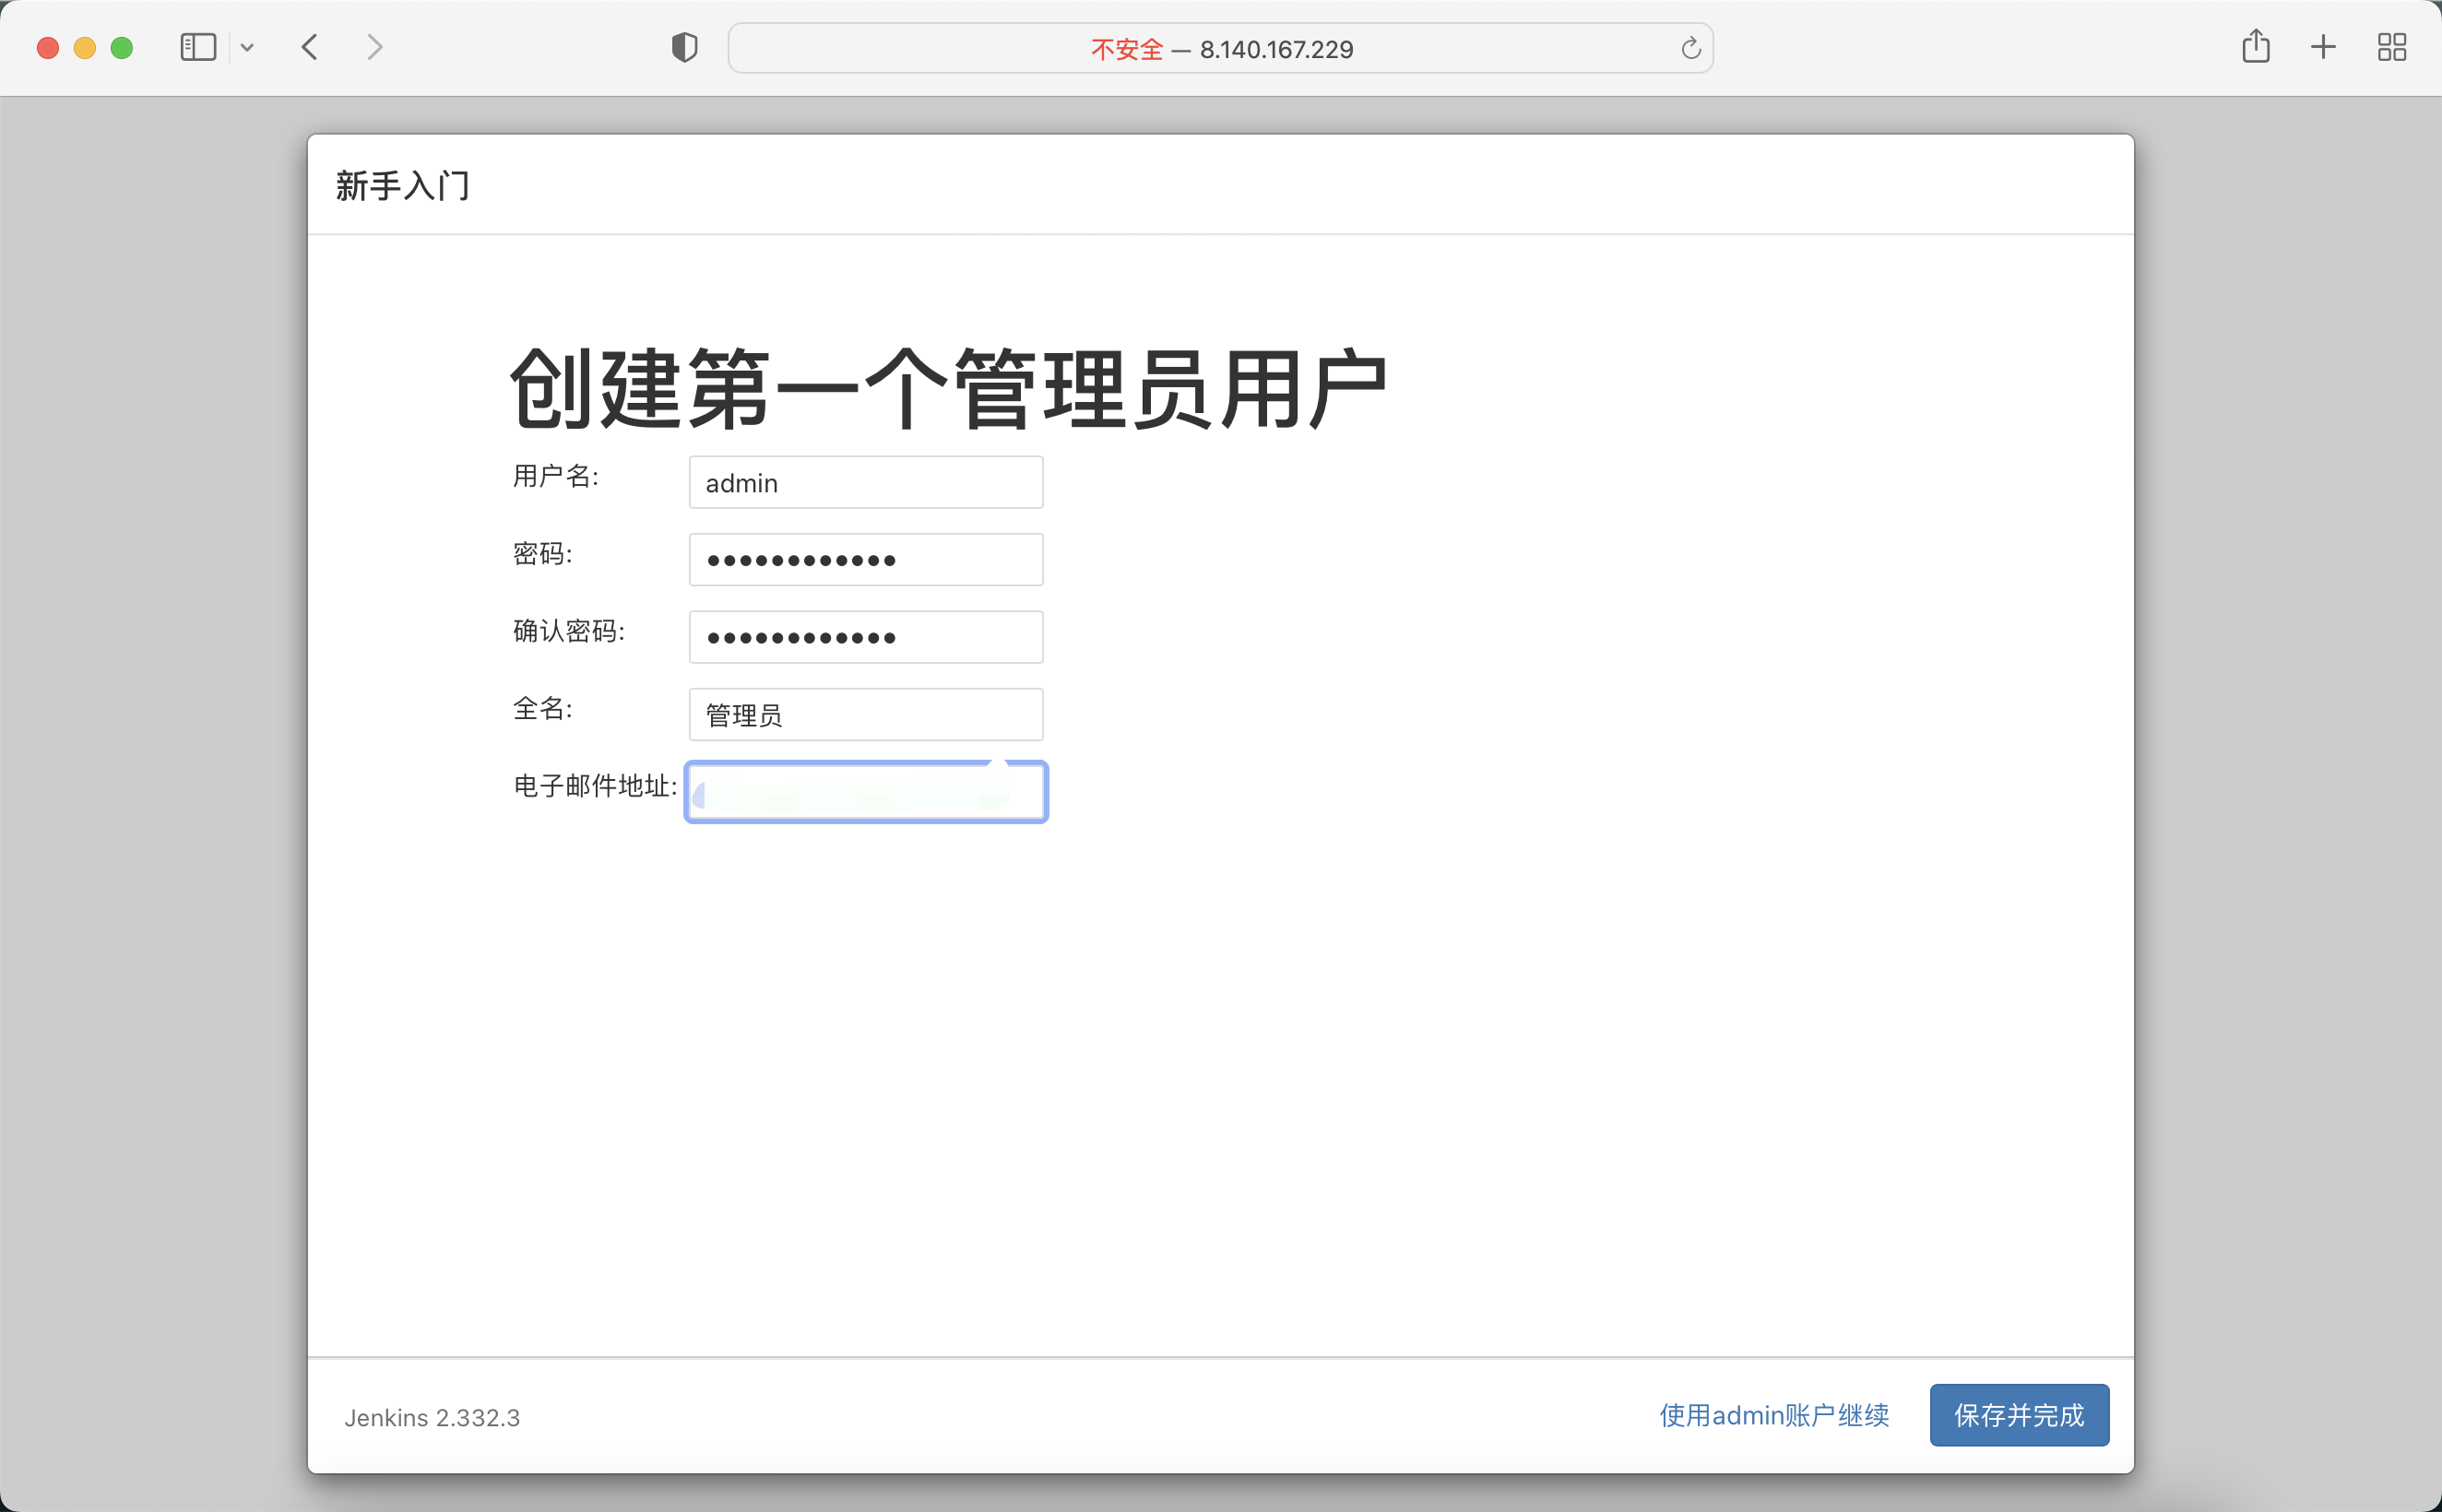 不安全 — 8.140.167.229
新手入门
创建第一个管理员用户
用户名: admin
密码: ••••••••••••
确认密码: ••••••••••••
全名: 管理员
电子邮件地址:
Jenkins 2.332.3 使用admin账户继续 保存并完成